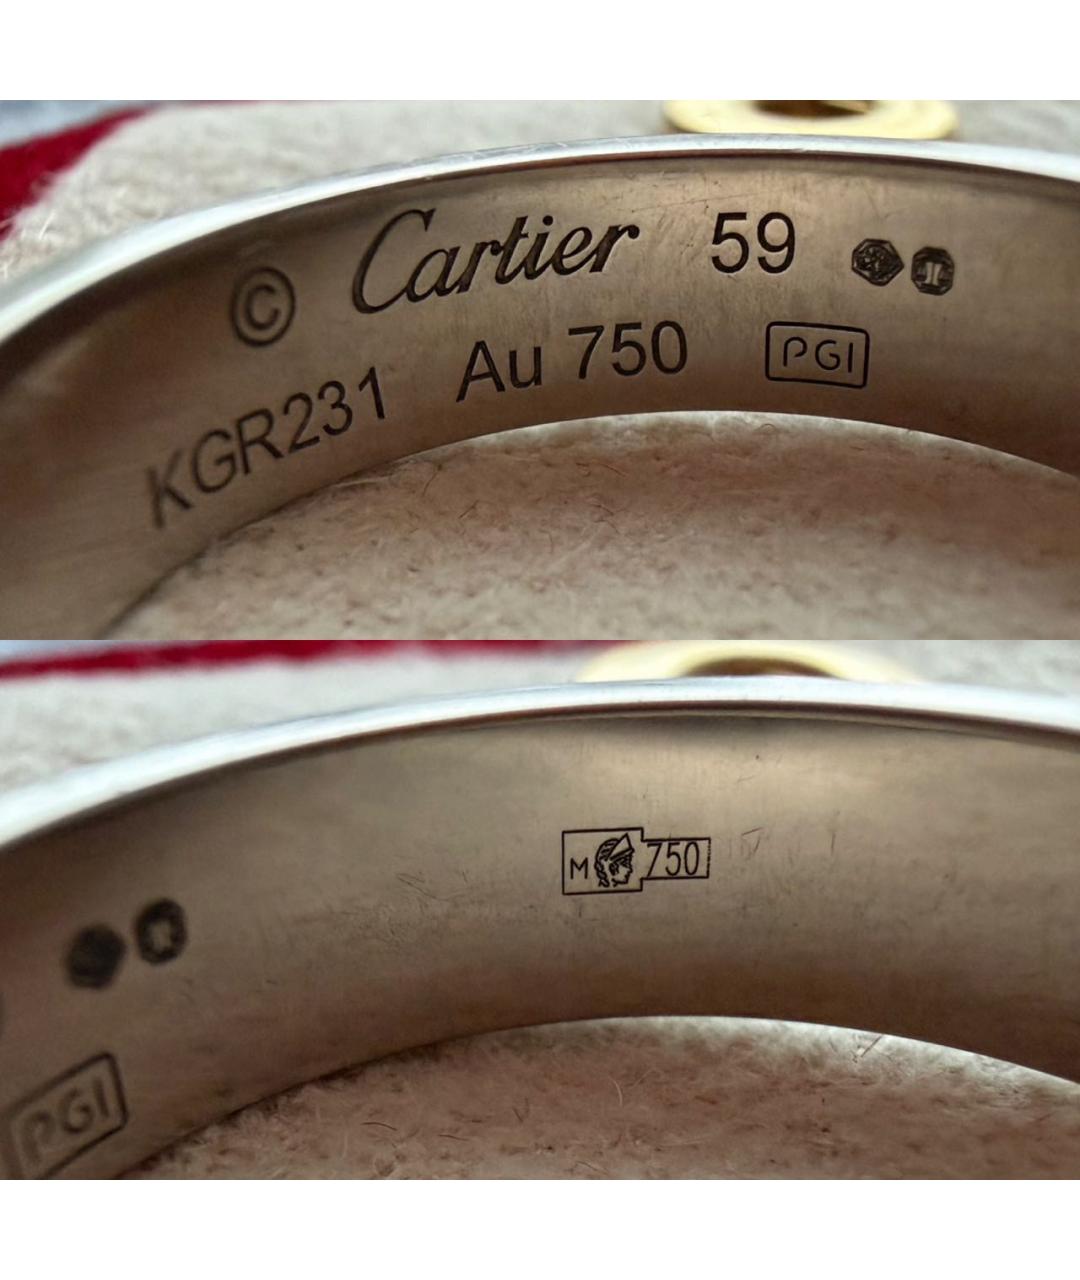 © Cartier 59
KGR231 Au 750 PGI
M 750
PGI